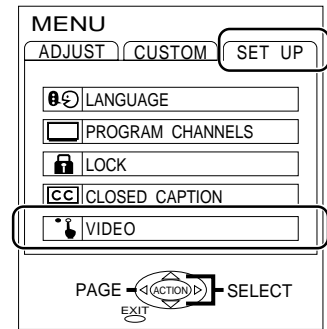 MENU
ADJUST CUSTOM SET UP
LANGUAGE
PROGRAM CHANNELS
LOCK
CC CLOSED CAPTION
VIDEO
PAGE ACTION SELECT
EXIT